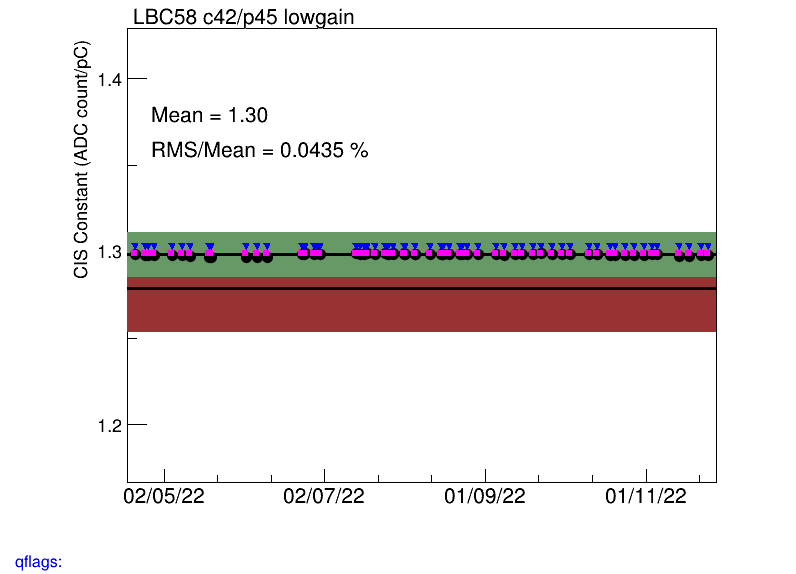 LBC58 c42/p45 lowgain
CIS Constant (ADC count/pC)
1.4
Mean = 1.30
RMS/Mean = 0.0435 %
1.3
1.2
02/05/22 02/07/22 01/09/22 01/11/22
qflags: